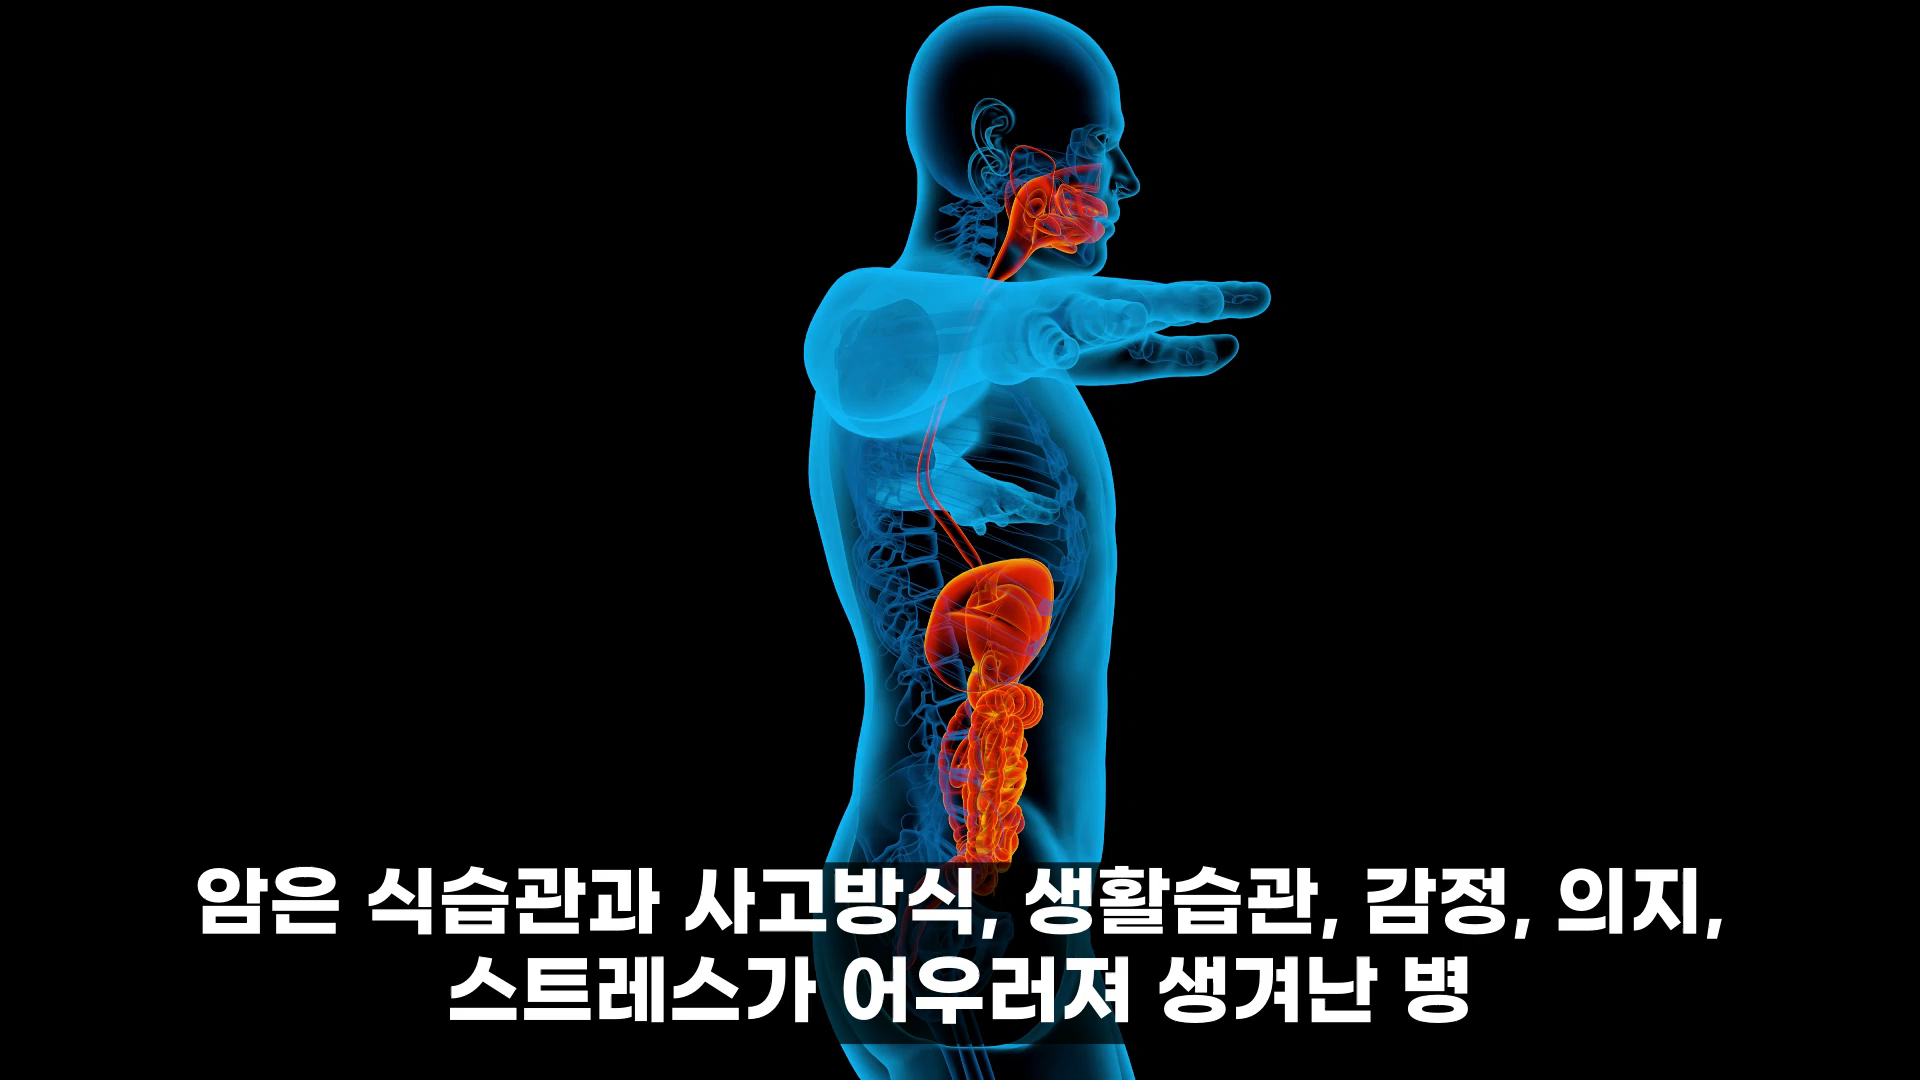 암은 식습관과 사고방식, 생활습관, 감정, 의지,
스트레스가 어우러져 생겨난 병